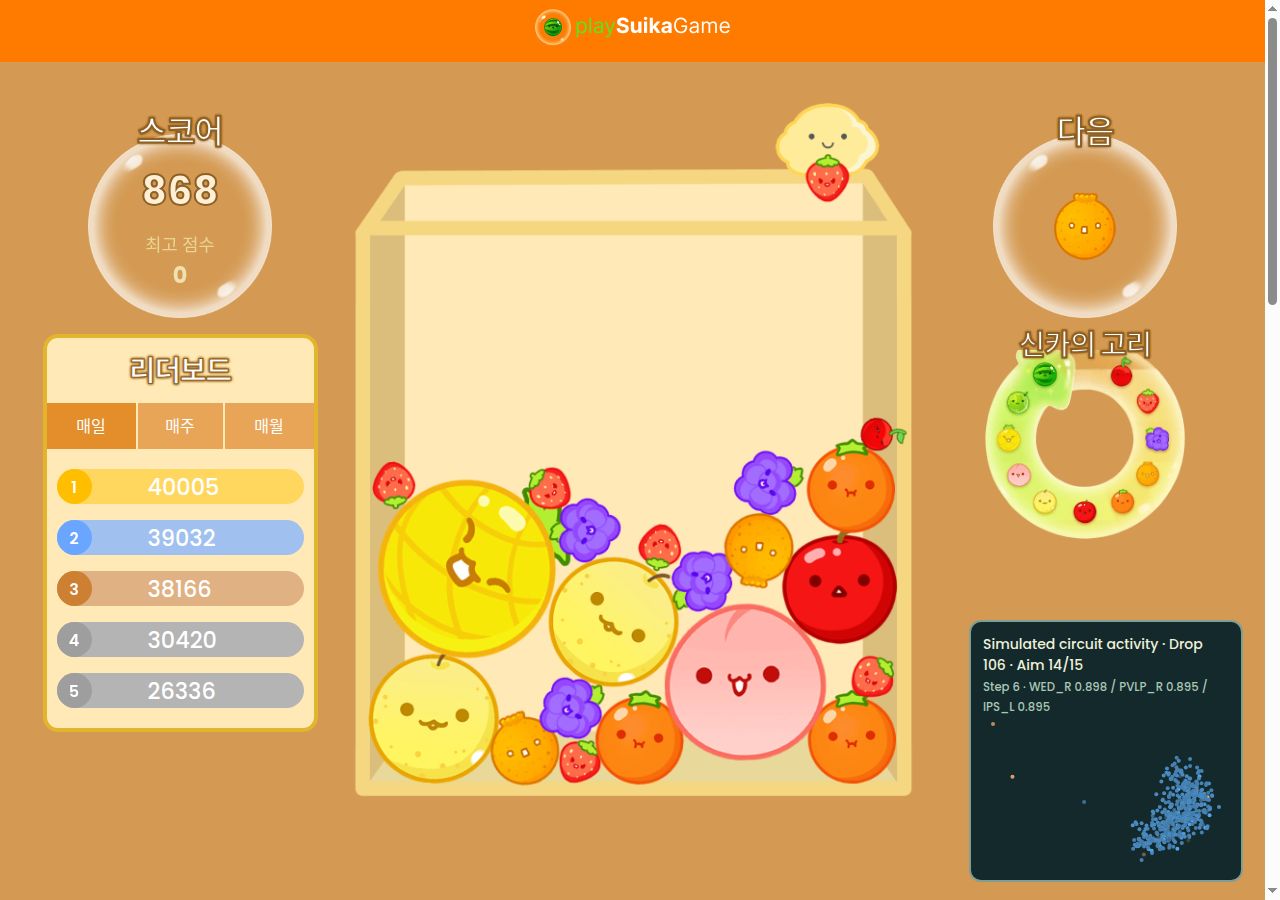 playSuikaGame
스코어
868
최고 점수
0
다음
신카의 고리
리더보드
매일 매주 매월
1 40005
2 39032
3 38166
4 30420
5 26336
Simulated circuit activity · Drop
106 · Aim 14/15
Step 6 · WED_R 0.898 / PVLP_R 0.895 /
IPS_L 0.895